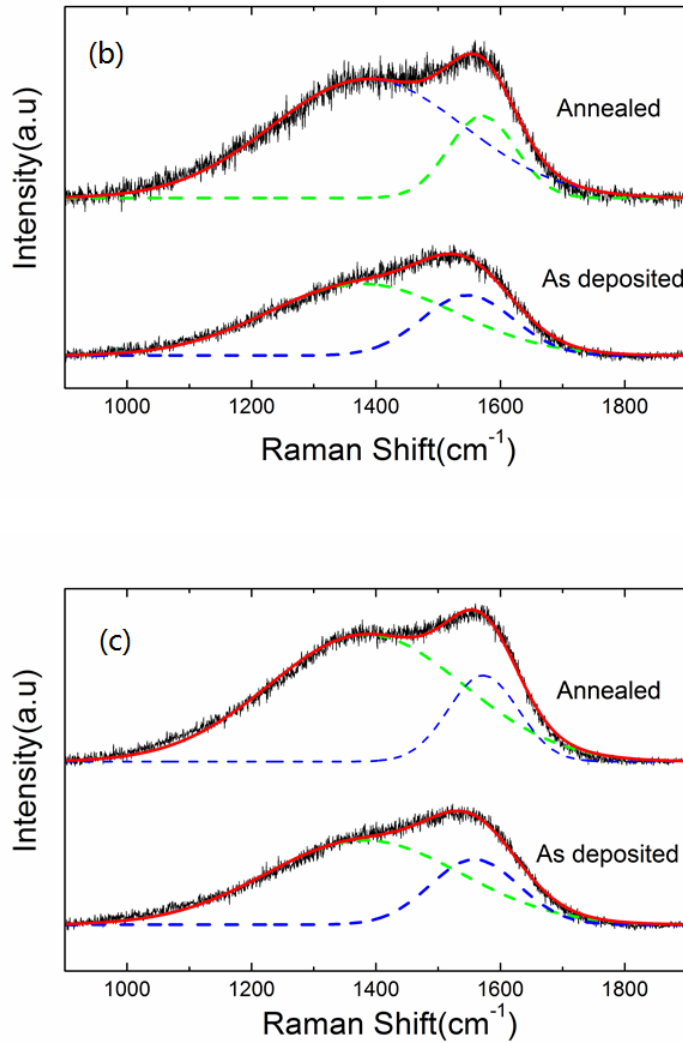 (b)
Annealed
As deposited
Intensity(a.u)
1000 1200 1400 1600 1800
Raman Shift(cm⁻¹)
(c)
Annealed
As deposited
Intensity(a.u)
1000 1200 1400 1600 1800
Raman Shift(cm⁻¹)